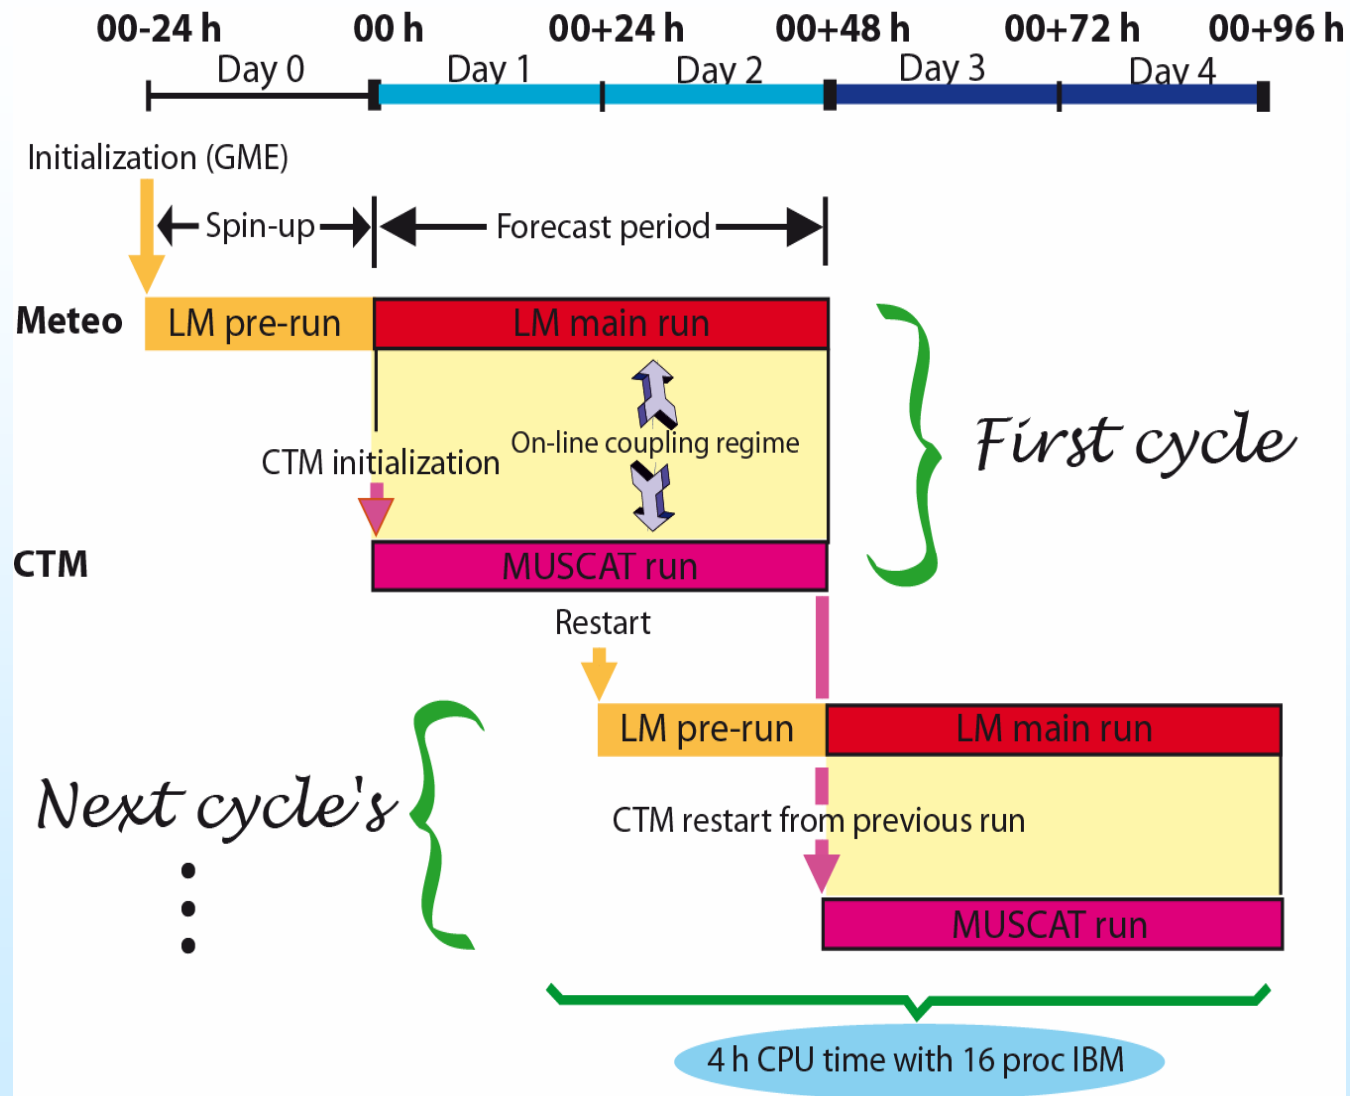 00-24 h 00 h 00+24 h 00+48 h 00+72 h 00+96 h
Day 0 Day 1 Day 2 Day 3 Day 4
Initialization (GME)
Spin-up Forecast period
Meteo LM pre-run LM main run
On-line coupling regime
CTM initialization
First cycle
CTM MUSCAT run
Restart
LM pre-run LM main run
Next cycle's
CTM restart from previous run
MUSCAT run
4 h CPU time with 16 proc IBM